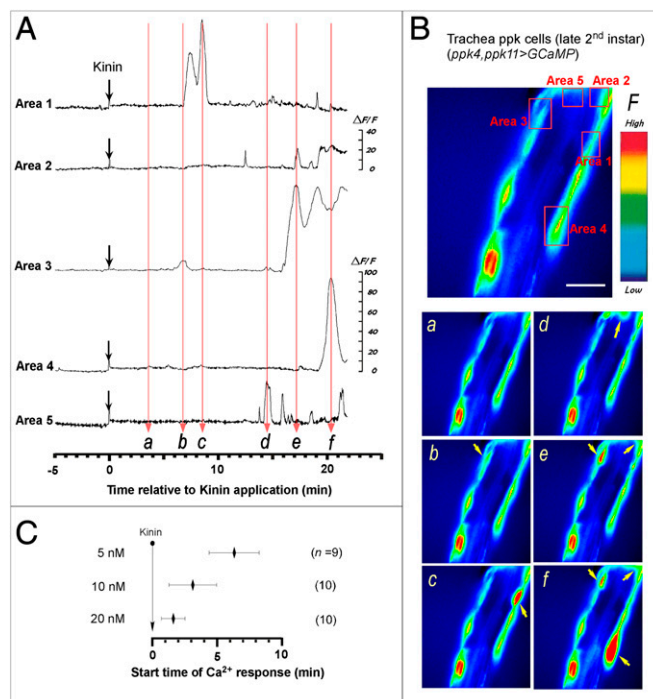 A
Kinin
Area 1
ΔF/F
40
20
0
Area 2
Area 3
ΔF/F
100
80
60
40
20
0
Area 4
Area 5
a b c d e f
-5 0 10 20
Time relative to Kinin application (min)
B
Trachea ppk cells (late 2nd instar)
(ppk4,ppk11>GCaMP)
Area 5 Area 2
Area 3
Area 1
Area 4
F
High
Low
a
d
b
e
c
f
C
Kinin
5 nM (n =9)
10 nM (10)
20 nM (10)
0 10
Start time of Ca2+ response (min)